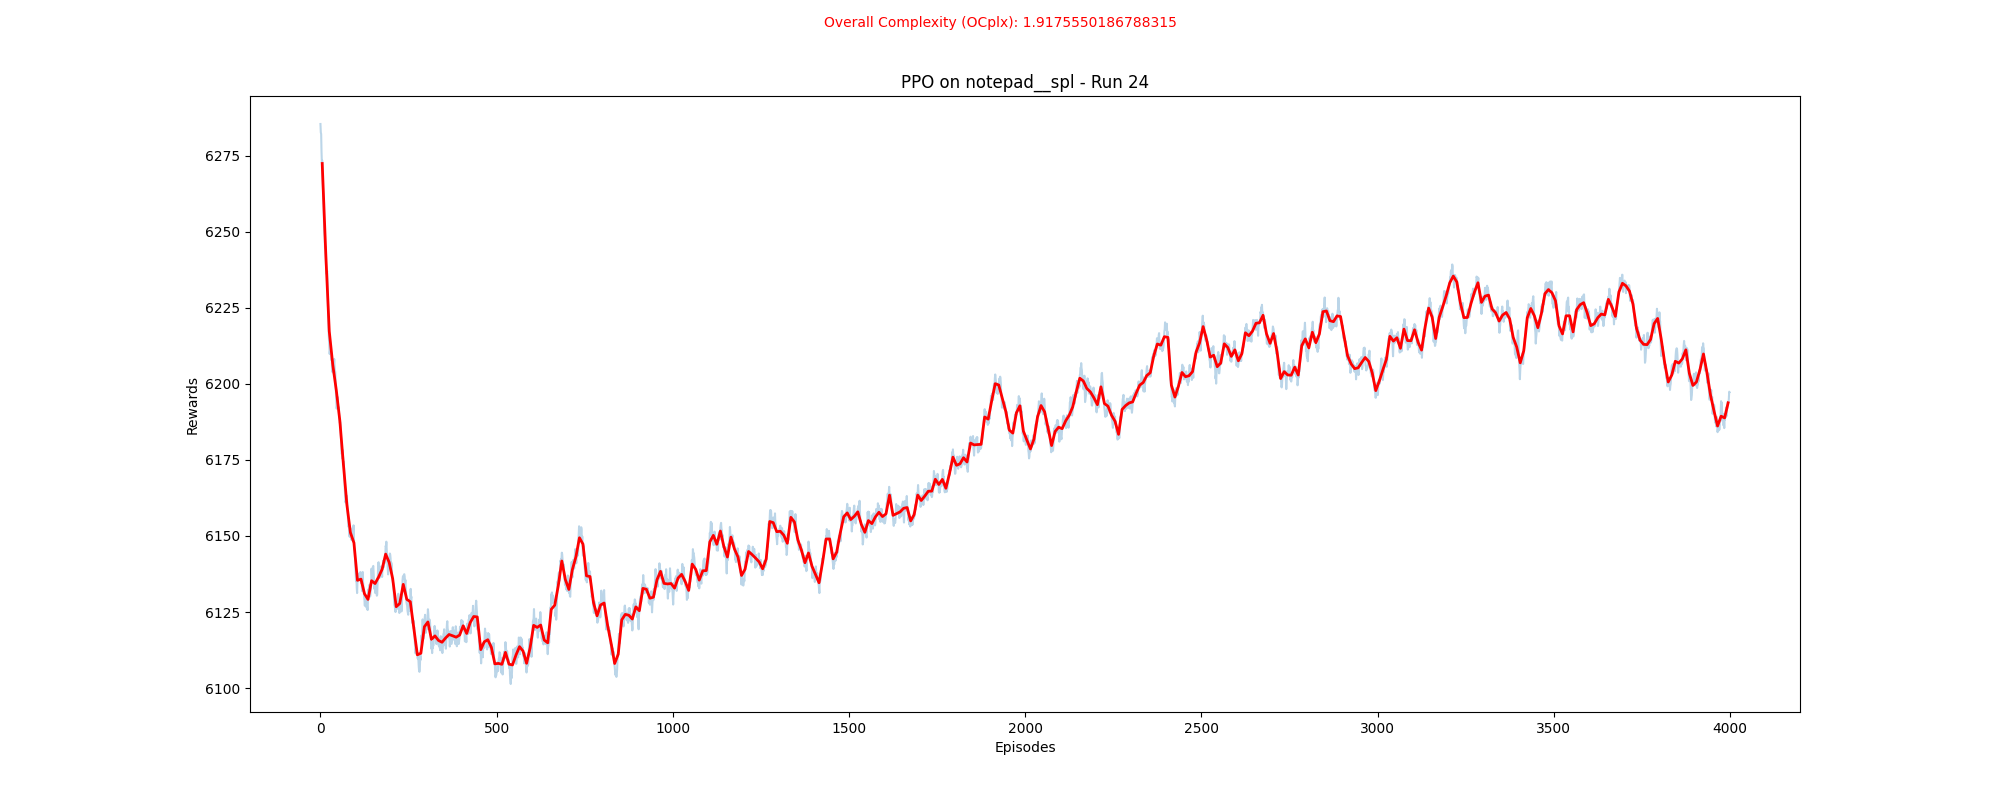 Overall Complexity (OCplx): 1.9175550186788315
PPO on notepad__spl - Run 24
6275
6250
6225
6200
6175
6150
6125
6100
Rewards
0 500 1000 1500 2000 2500 3000 3500 4000
Episodes